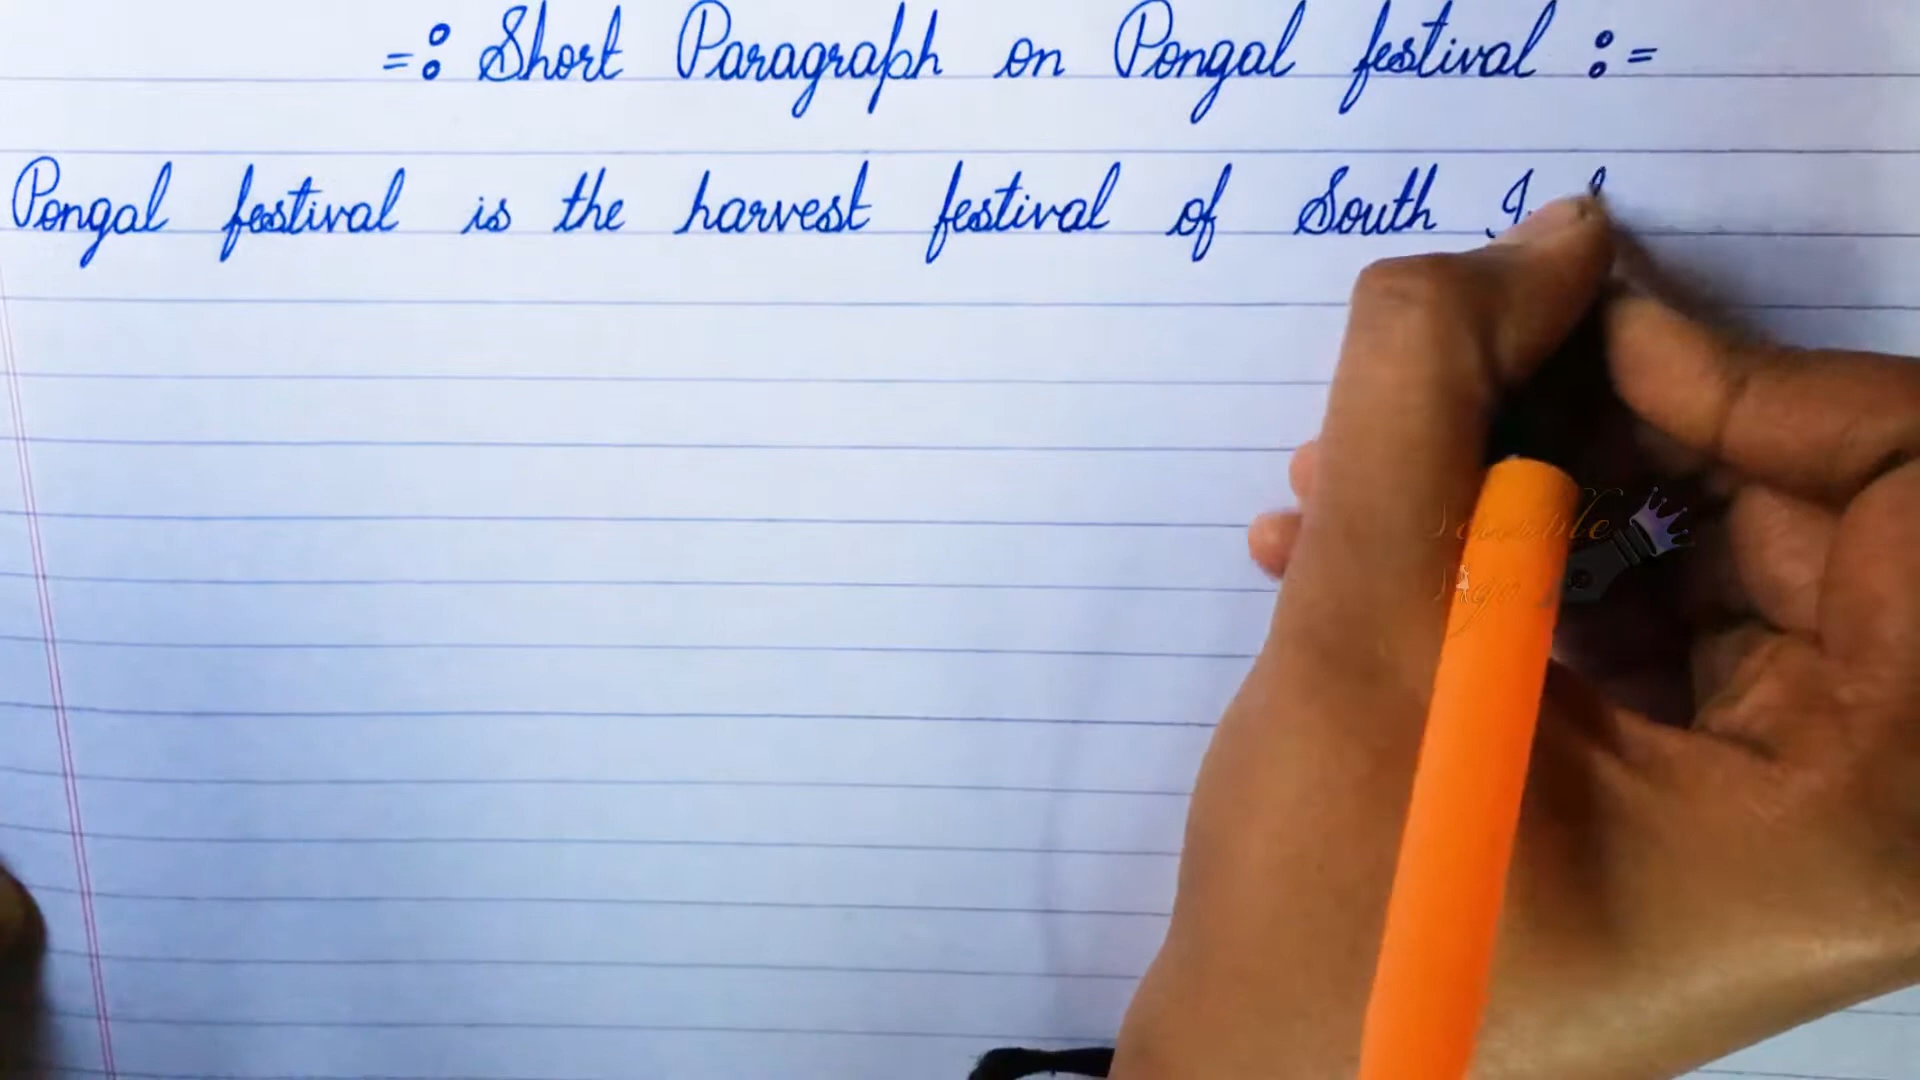 =: Short Paragraph on Pongal festival :=
Pongal festival is the harvest festival of South